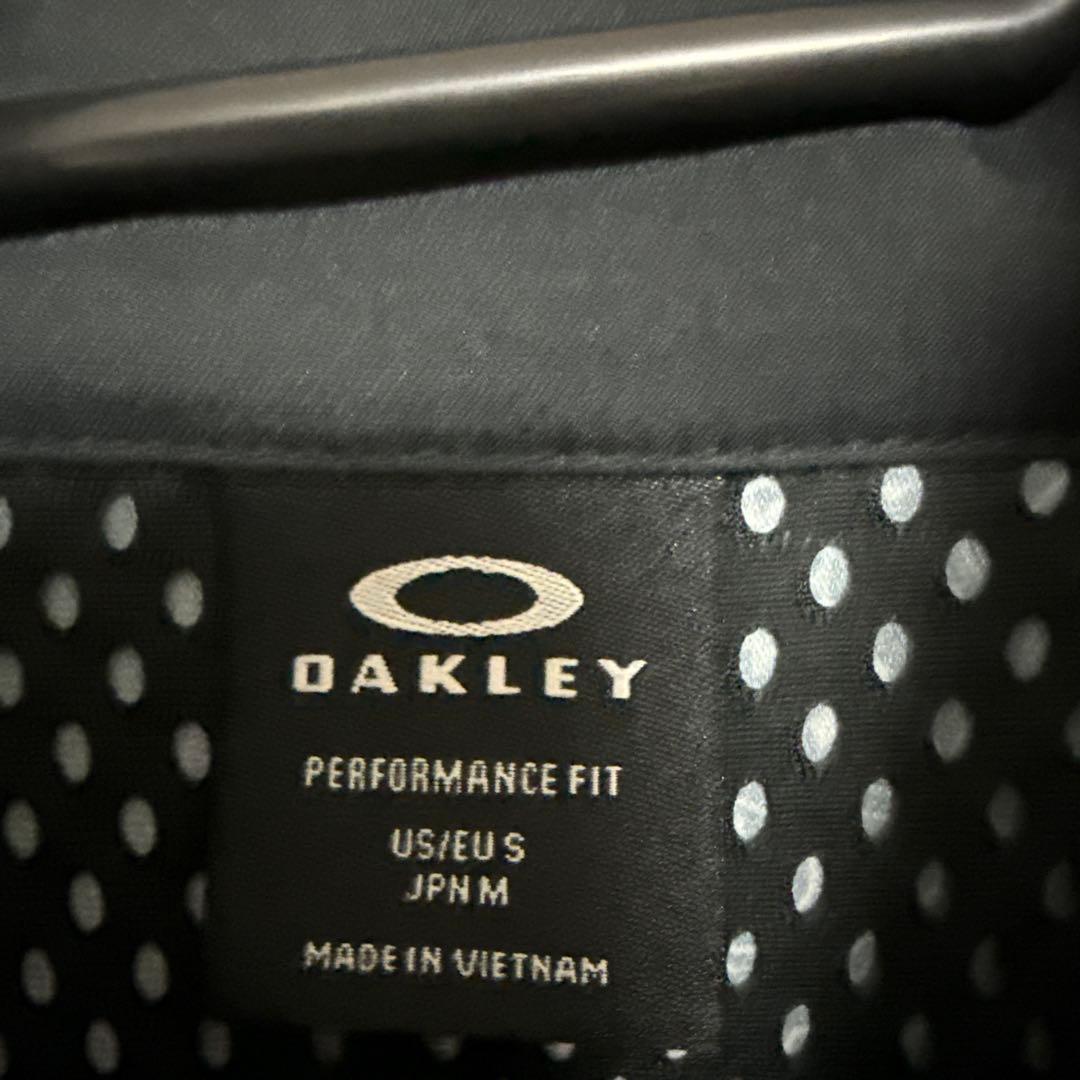 OAKLEY
PERFORMANCE FIT
US/EU S
JPN M
MADE IN VIETNAM